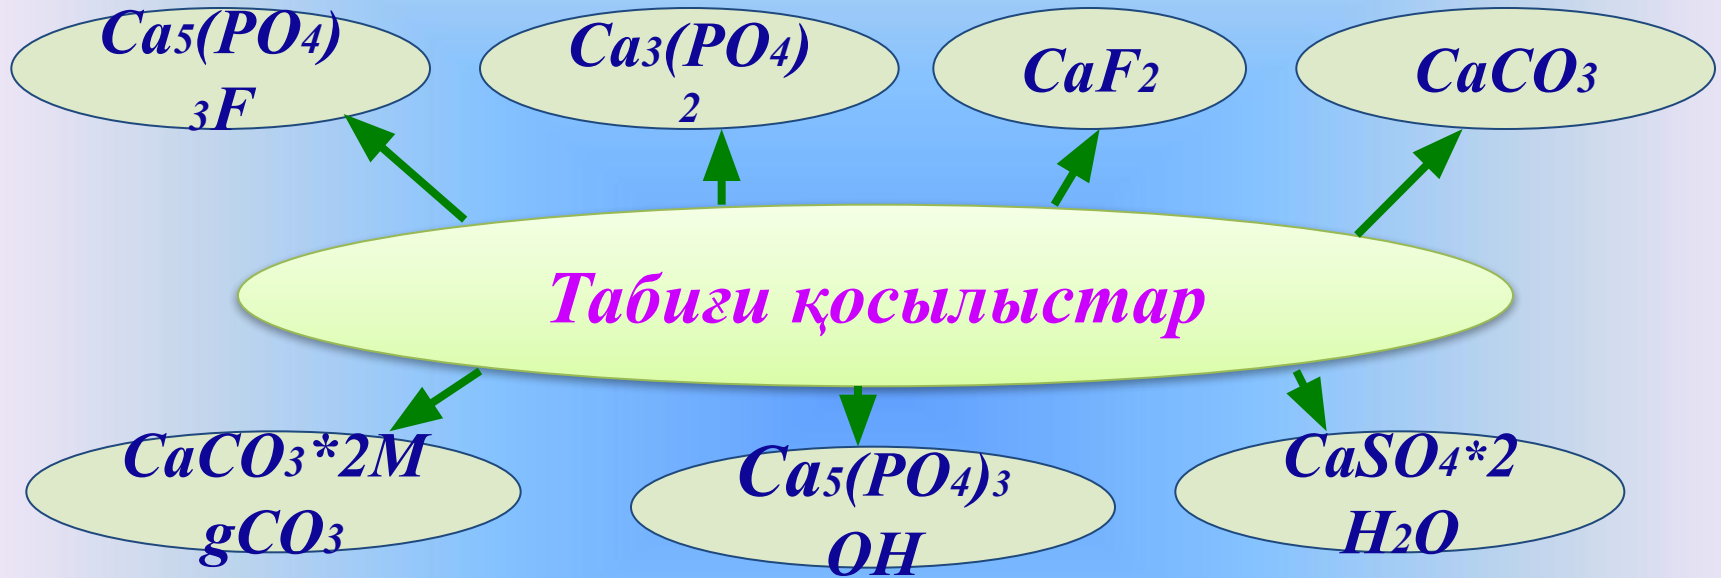 Ca₅(PO₄)
₃F
Ca₃(PO₄)
₂
CaF₂
CaCO₃
Табиғи қосылыстар
CaCO₃*2M
gCO₃
Ca₅(PO₄)₃
OH
CaSO₄*2
H₂O